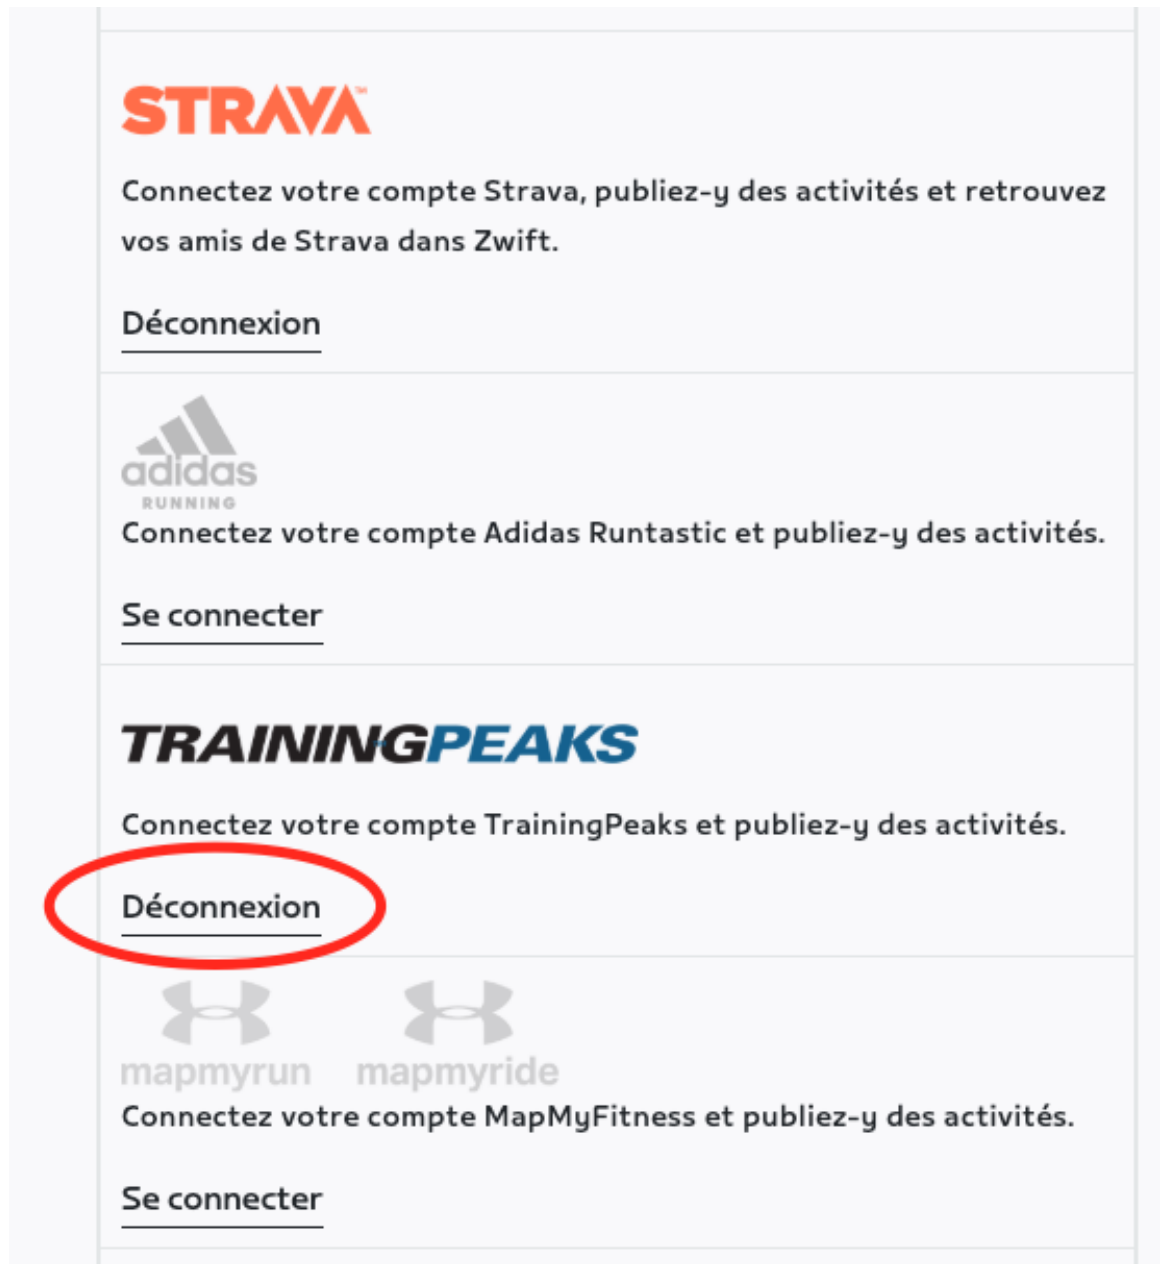 STRAVA™
Connectez votre compte Strava, publiez-y des activités et retrouvez
vos amis de Strava dans Zwift.
Déconnexion
adidas
RUNNING
Connectez votre compte Adidas Runtastic et publiez-y des activités.
Se connecter
TRAININGPEAKS
Connectez votre compte TrainingPeaks et publiez-y des activités.
Déconnexion
mapmyrun mapmyride
Connectez votre compte MapMyFitness et publiez-y des activités.
Se connecter